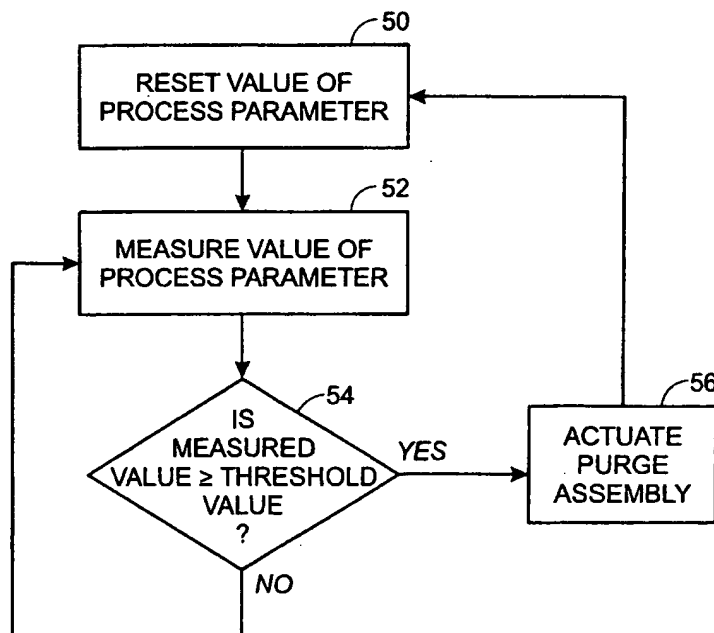 50
RESET VALUE OF
PROCESS PARAMETER
52
MEASURE VALUE OF
PROCESS PARAMETER
54
IS
MEASURED
VALUE ≥ THRESHOLD
VALUE
?
YES
56
ACTUATE
PURGE
ASSEMBLY
NO